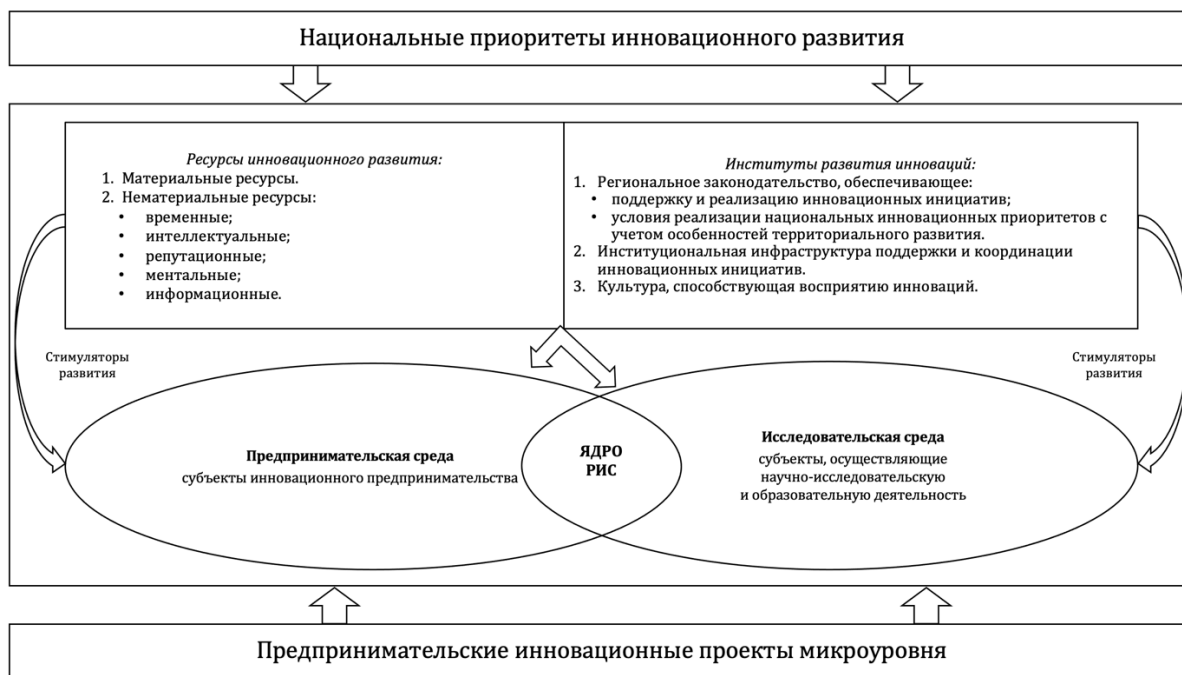 Национальные приоритеты инновационного развития
Ресурсы инновационного развития:
1. Материальные ресурсы.
2. Нематериальные ресурсы:
• временные;
• интеллектуальные;
• репутационные;
• ментальные;
• информационные.
Институты развития инноваций:
1. Региональное законодательство, обеспечивающее:
• поддержку и реализацию инновационных инициатив;
• условия реализации национальных инновационных приоритетов с
учетом особенностей территориального развития.
2. Институциональная инфраструктура поддержки и координации
инновационных инициатив.
3. Культура, способствующая восприятию инноваций.
Стимуляторы
развития
Стимуляторы
развития
Предпринимательская среда
субъекты инновационного предпринимательства
ЯДРО
РИС
Исследовательская среда
субъекты, осуществляющие
научно-исследовательскую
и образовательную деятельность
Предпринимательские инновационные проекты микроуровня